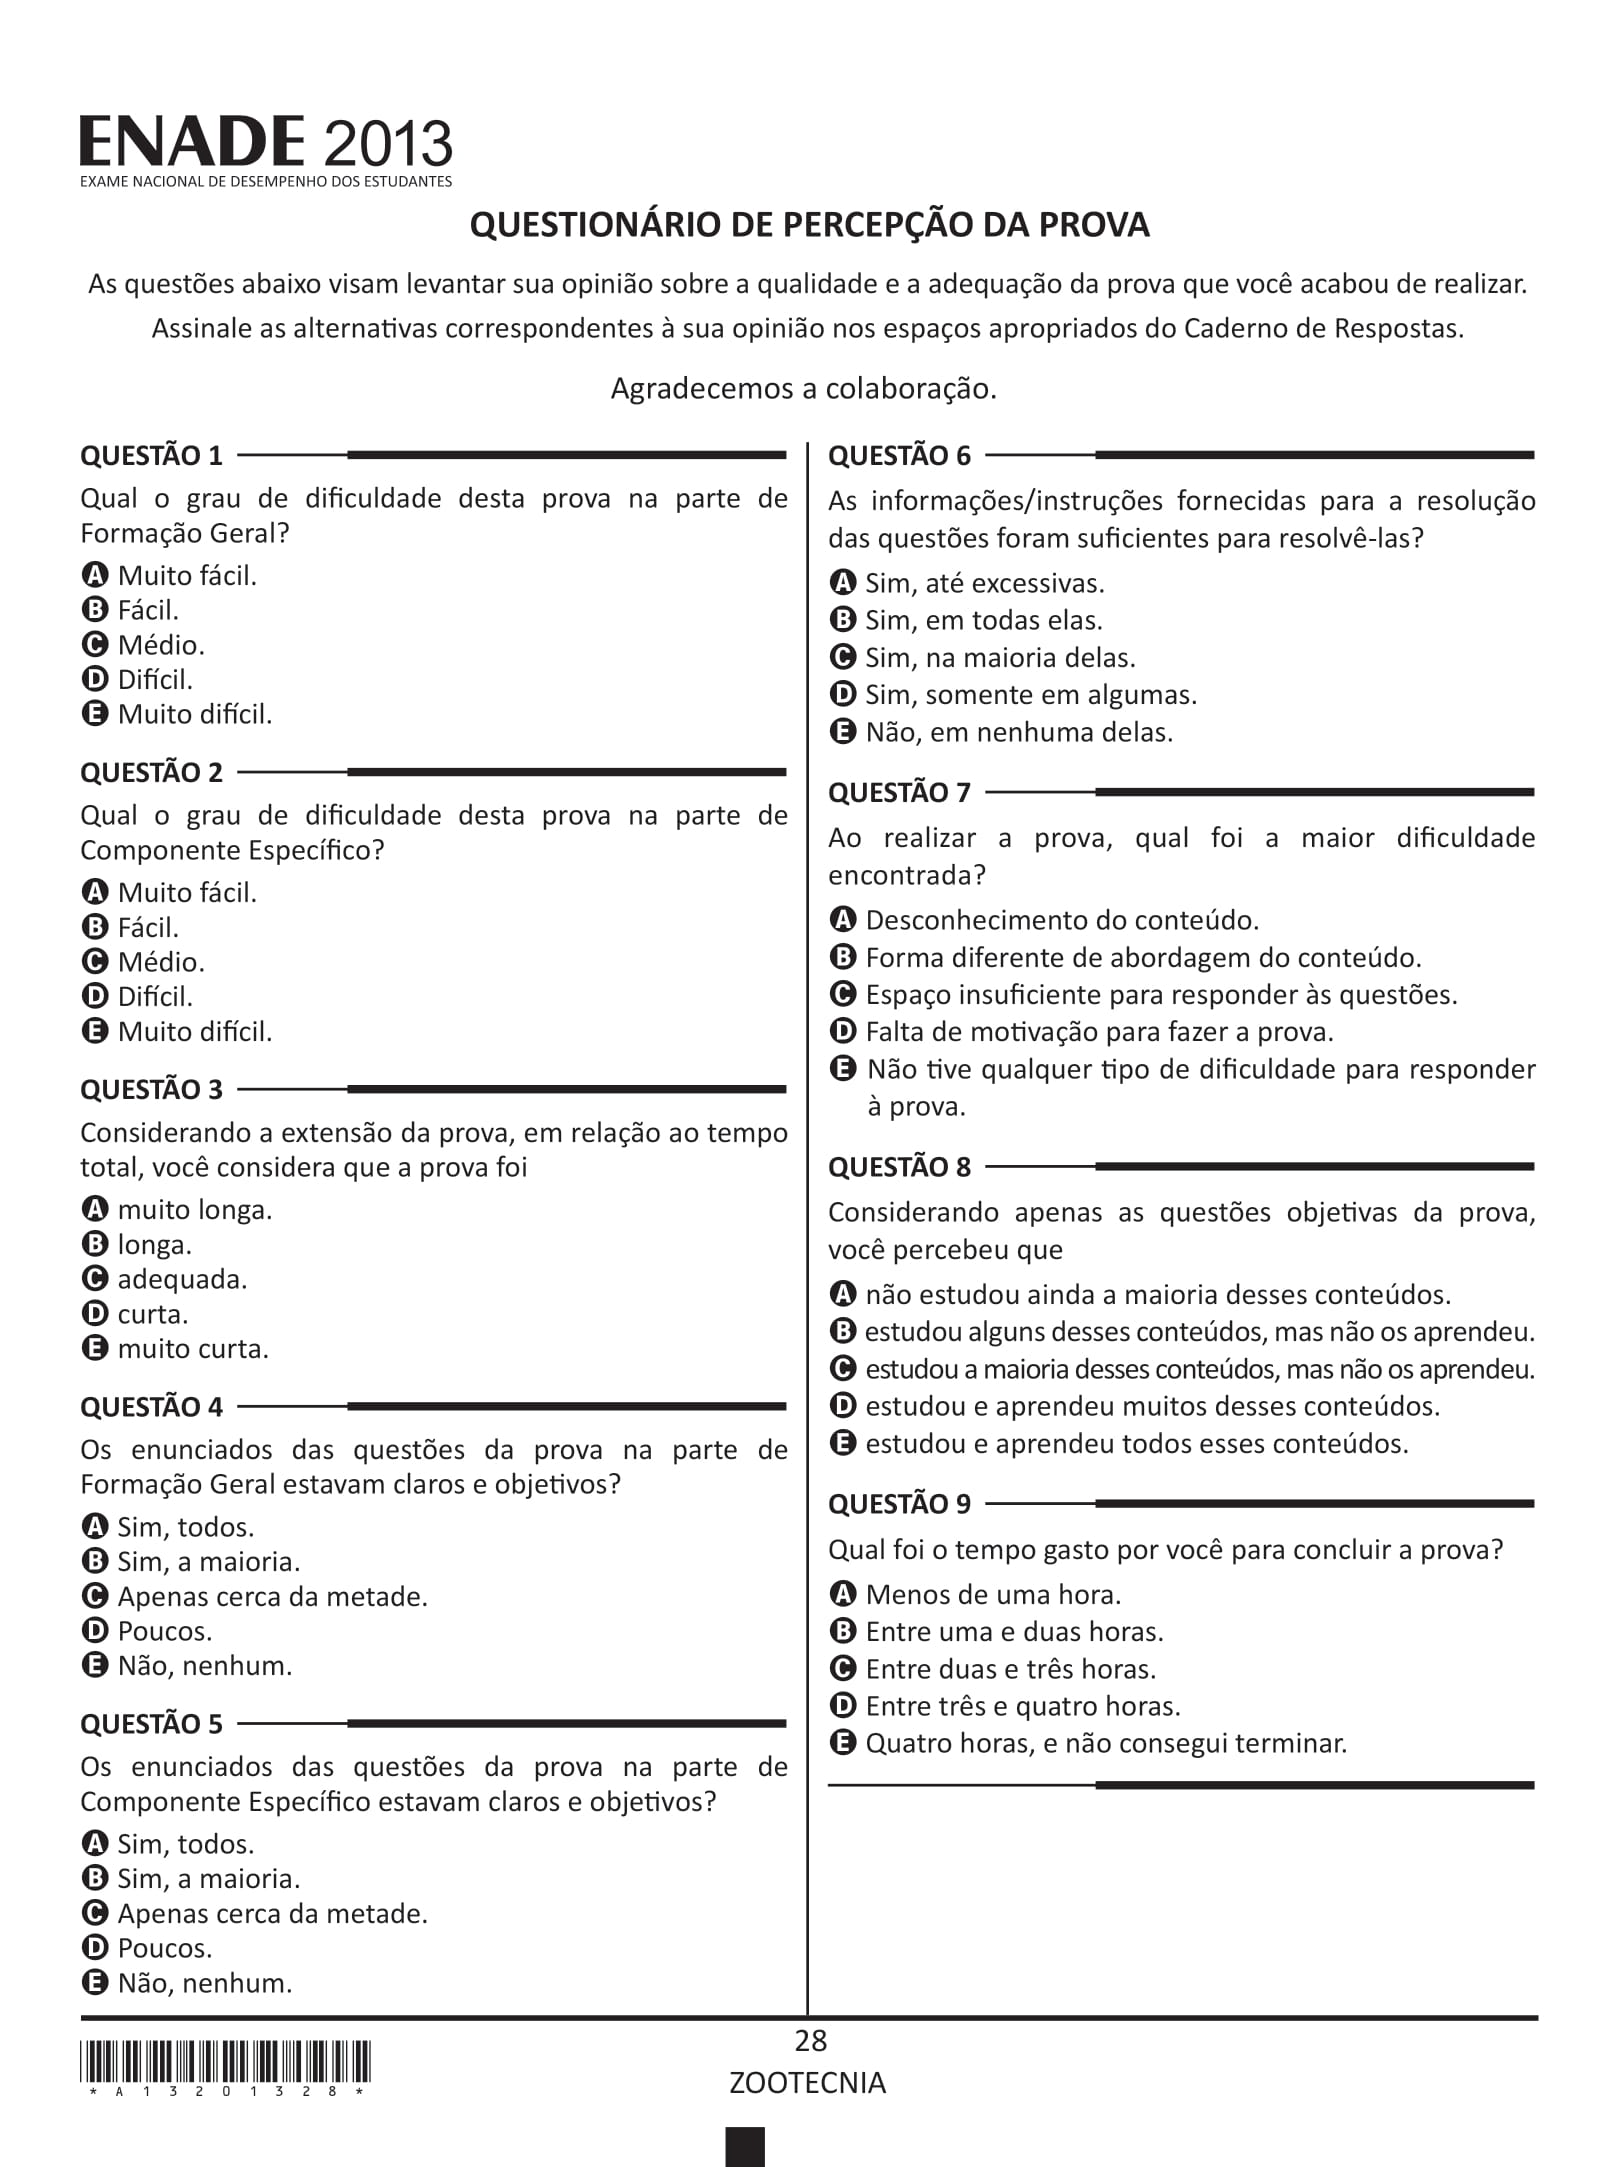 ENADE 2013
EXAME NACIONAL DE DESEMPENHO DOS ESTUDANTES
QUESTIONÁRIO DE PERCEPÇÃO DA PROVA
As questões abaixo visam levantar sua opinião sobre a qualidade e a adequação da prova que você acabou de realizar.
Assinale as alternativas correspondentes à sua opinião nos espaços apropriados do Caderno de Respostas.
Agradecemos a colaboração.
QUESTÃO 1
Qual o grau de dificuldade desta prova na parte de
Formação Geral?
A Muito fácil.
B Fácil.
C Médio.
D Difícil.
E Muito difícil.
QUESTÃO 2
Qual o grau de dificuldade desta prova na parte de
Componente Específico?
A Muito fácil.
B Fácil.
C Médio.
D Difícil.
E Muito difícil.
QUESTÃO 3
Considerando a extensão da prova, em relação ao tempo
total, você considera que a prova foi
A muito longa.
B longa.
C adequada.
D curta.
E muito curta.
QUESTÃO 4
Os enunciados das questões da prova na parte de
Formação Geral estavam claros e objetivos?
A Sim, todos.
B Sim, a maioria.
C Apenas cerca da metade.
D Poucos.
E Não, nenhum.
QUESTÃO 5
Os enunciados das questões da prova na parte de
Componente Específico estavam claros e objetivos?
A Sim, todos.
B Sim, a maioria.
C Apenas cerca da metade.
D Poucos.
E Não, nenhum.
QUESTÃO 6
As informações/instruções fornecidas para a resolução
das questões foram suficientes para resolvê-las?
A Sim, até excessivas.
B Sim, em todas elas.
C Sim, na maioria delas.
D Sim, somente em algumas.
E Não, em nenhuma delas.
QUESTÃO 7
Ao realizar a prova, qual foi a maior dificuldade
encontrada?
A Desconhecimento do conteúdo.
B Forma diferente de abordagem do conteúdo.
C Espaço insuficiente para responder às questões.
D Falta de motivação para fazer a prova.
E Não tive qualquer tipo de dificuldade para responder
à prova.
QUESTÃO 8
Considerando apenas as questões objetivas da prova,
você percebeu que
A não estudou ainda a maioria desses conteúdos.
B estudou alguns desses conteúdos, mas não os aprendeu.
C estudou a maioria desses conteúdos, mas não os aprendeu.
D estudou e aprendeu muitos desses conteúdos.
E estudou e aprendeu todos esses conteúdos.
QUESTÃO 9
Qual foi o tempo gasto por você para concluir a prova?
A Menos de uma hora.
B Entre uma e duas horas.
C Entre duas e três horas.
D Entre três e quatro horas.
E Quatro horas, e não consegui terminar.
28
ZOOTECNIA
* A 1 3 2 0 1 3 2 8 *